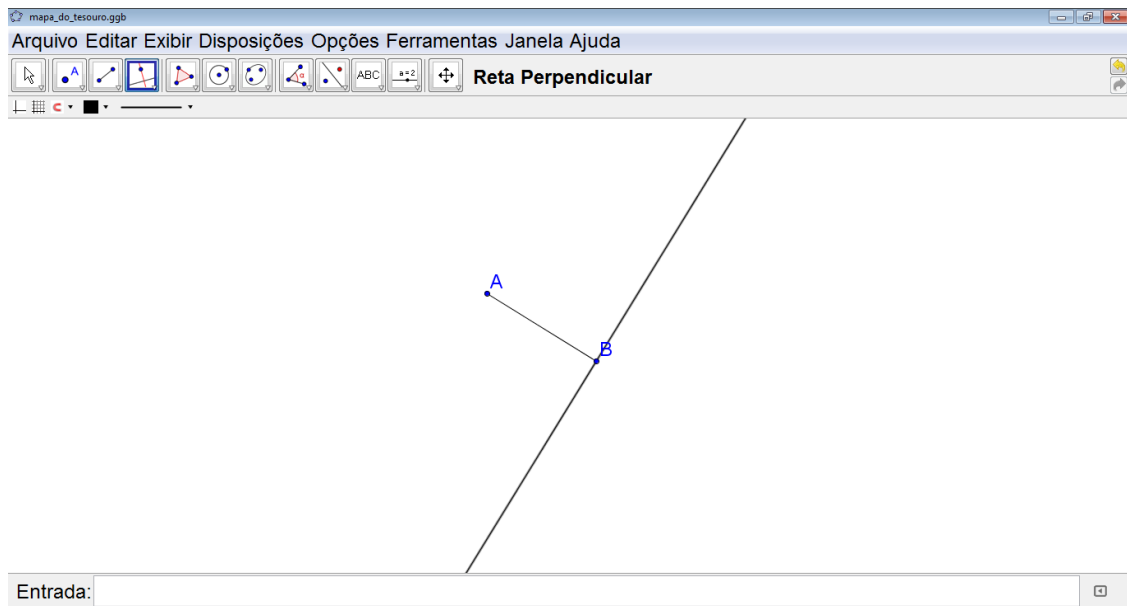 mapa_do_tesouro.ggb
Arquivo Editar Exibir Disposições Opções Ferramentas Janela Ajuda
A ABC a=2 Reta Perpendicular
A
B
Entrada: